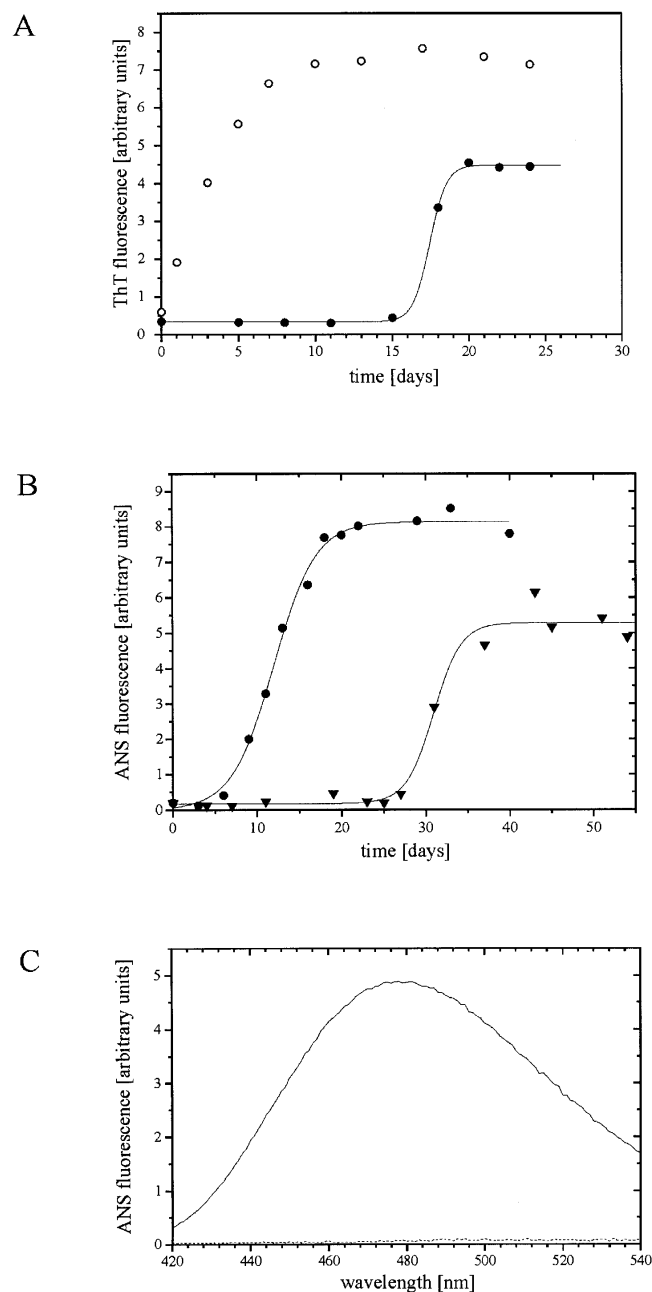 A
ThT fluorescence [arbitrary units]
8
7
6
5
4
3
2
1
0
0 5 10 15 20 25 30
time [days]
B
ANS fluorescence [arbitrary units]
9
8
7
6
5
4
3
2
1
0
0 10 20 30 40 50
time [days]
C
ANS fluorescence [arbitrary units]
5
4
3
2
1
0
420 440 460 480 500 520 540
wavelength [nm]